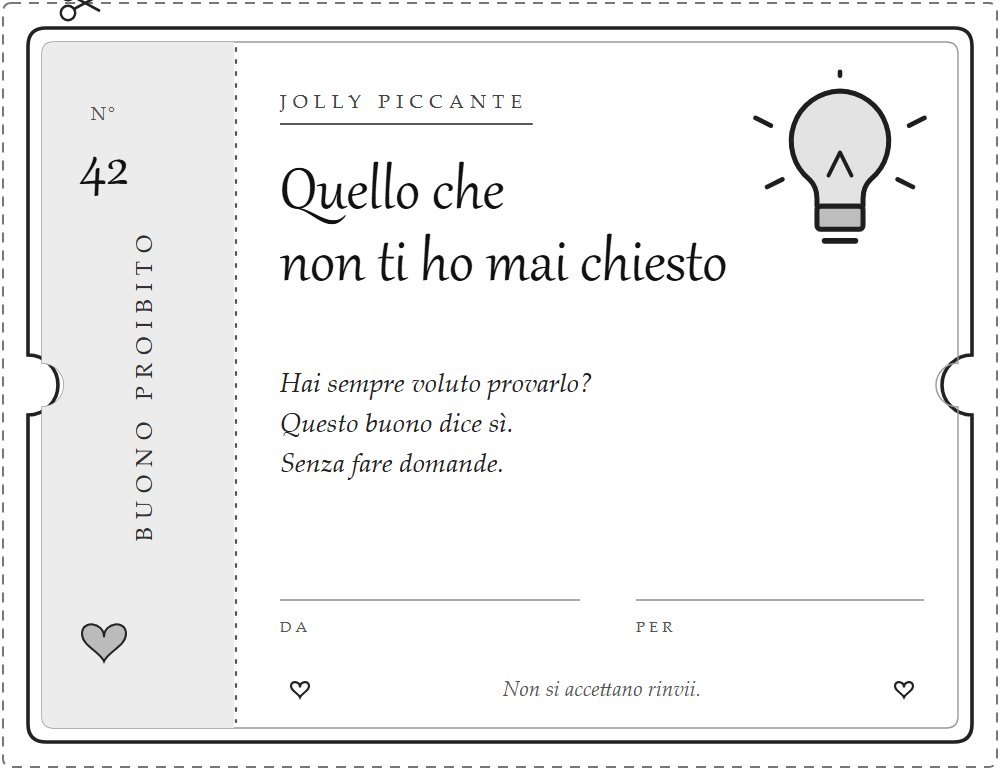 N°
42
BUONO PROIBITO
JOLLY PICCANTE
Quello che
non ti ho mai chiesto
Hai sempre voluto provarlo?
Questo buono dice sì.
Senza fare domande.
DA
PER
Non si accettano rinvii.